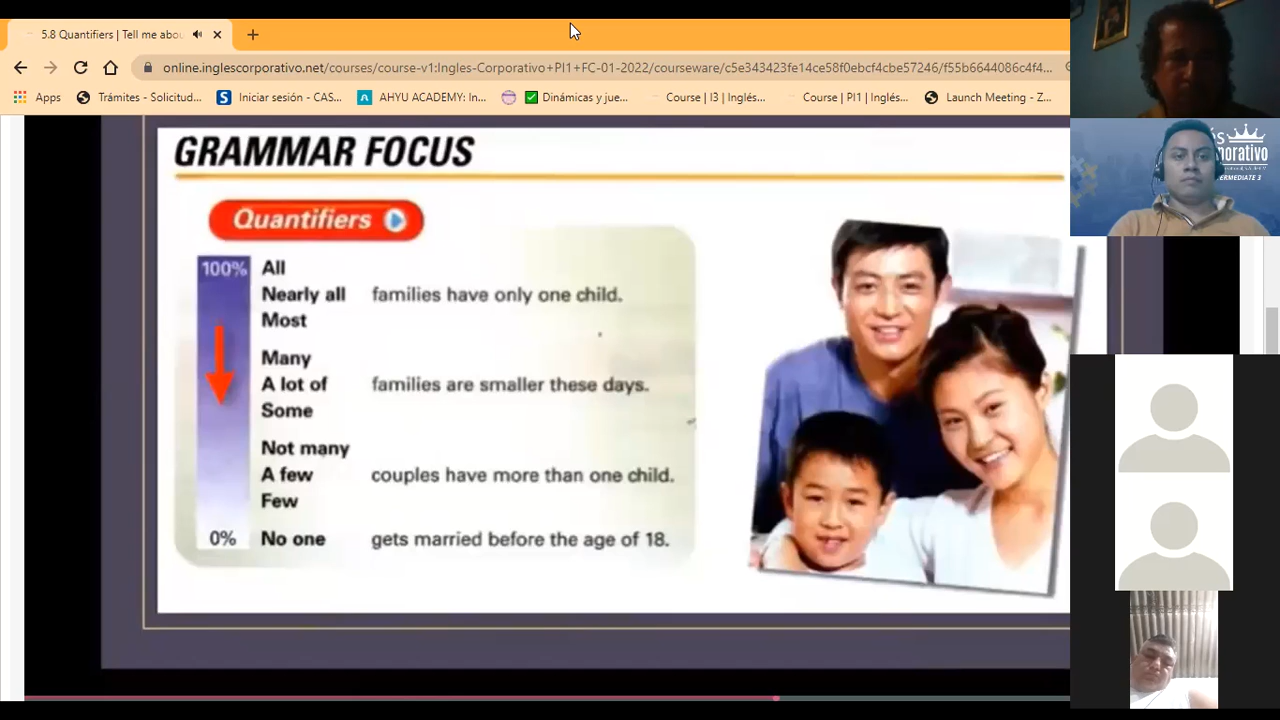 5.8 Quantifiers | Tell me abou
online.inglescorporativo.net/courses/course-v1:Ingles-Corporativo+PI1+FC-01-2022/courseware/c5e343423fe14ce58f0ebcf4cbe57246/f55b6644086c4f4...
Apps
Trámites - Solicitud...
Iniciar sesión - CAS...
AHYU ACADEMY: In...
Dinámicas y jue...
Course | I3 | Inglés...
Course | PI1 | Inglés...
Launch Meeting - Z...
GRAMMAR FOCUS
Quantifiers
100% All
Nearly all families have only one child.
Most
Many
A lot of families are smaller these days.
Some
Not many
A few couples have more than one child.
Few
0% No one gets married before the age of 18.